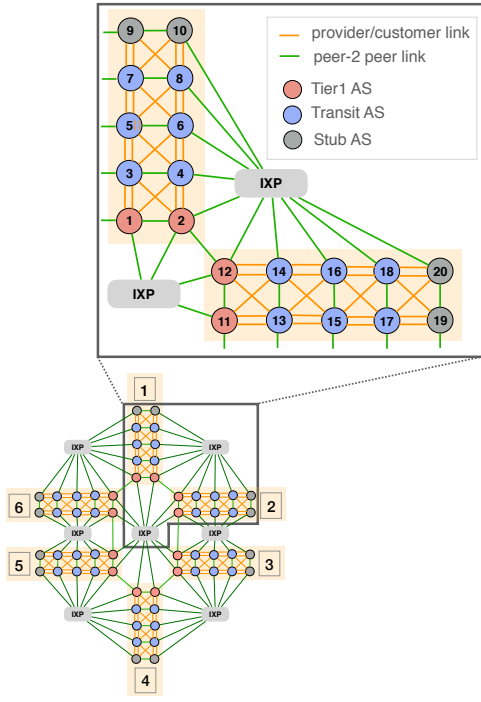 9 10
provider/customer link
peer-2 peer link
7 8
Tier1 AS
Transit AS
5 6
Stub AS
3 4
IXP
1 2
12 14 16 18 20
IXP
11 13 15 17 19
1
IXP IXP
6 2
IXP IXP IXP
5 3
IXP IXP
4